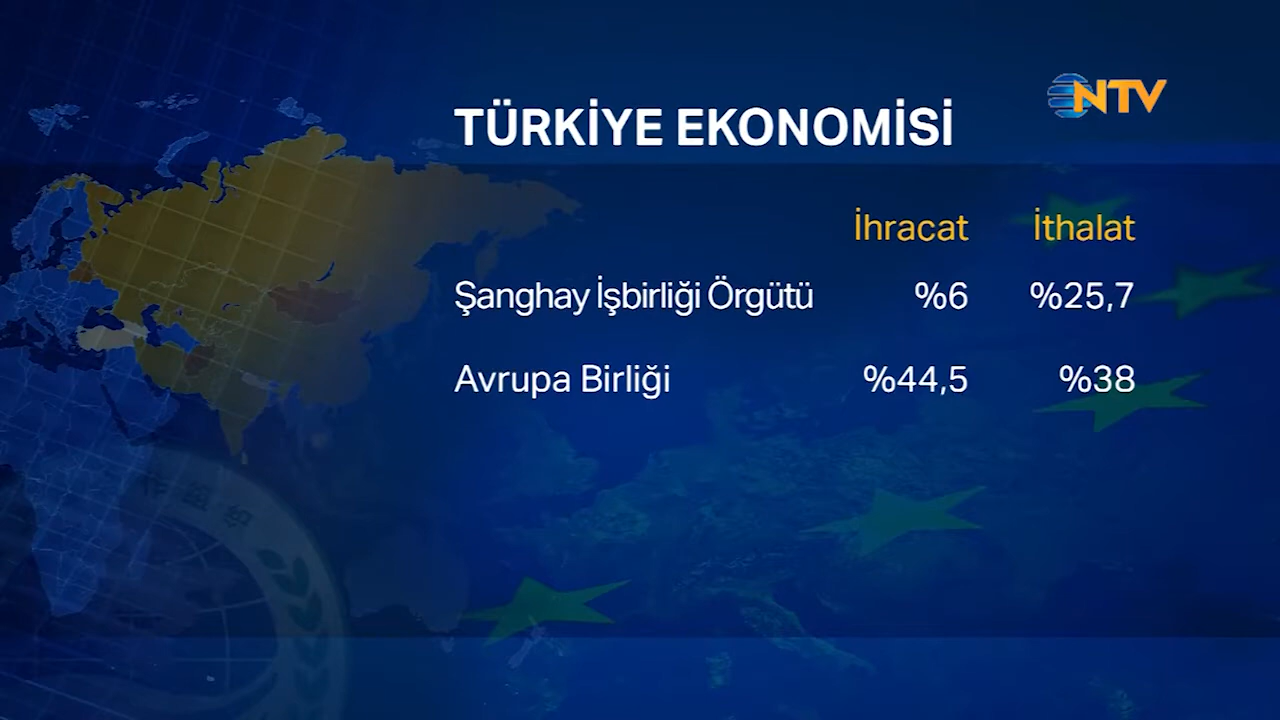 NTV
TÜRKİYE EKONOMİSİ
İhracat İthalat
Şanghay İşbirliği Örgütü %6 %25,7
Avrupa Birliği %44,5 %38